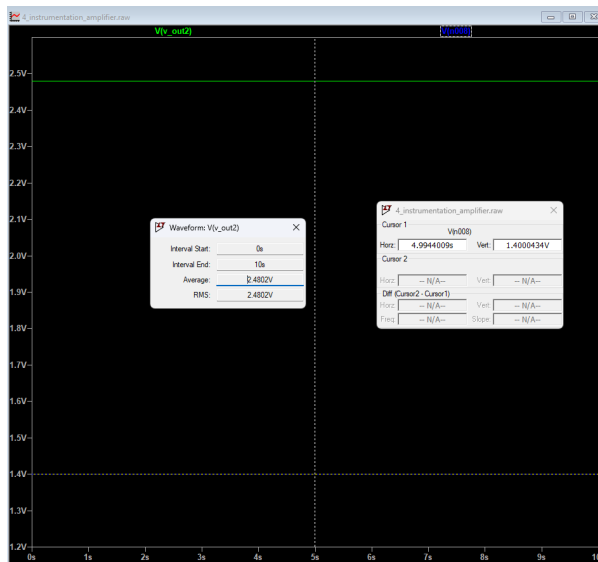 4_instrumentation_amplifier.raw
V(v_out2) V(n008)
2.5V
2.4V
2.3V
2.2V
2.1V
2.0V
1.9V
1.8V
1.7V
1.6V
1.5V
1.4V
1.3V
1.2V
0s 1s 2s 3s 4s 5s 6s 7s 8s 9s 10
Waveform: V(v_out2)
Interval Start: 0s
Interval End: 10s
Average: 2.4802V
RMS: 2.4802V
4_instrumentation_amplifier.raw
Cursor 1
V(n008)
Horz: 4.9944009s Vert: 1.4000434V
Cursor 2
Horz: -- N/A-- Vert: -- N/A--
Diff (Cursor2 - Cursor1)
Horz: -- N/A-- Vert: -- N/A--
Freq: -- N/A-- Slope: -- N/A--